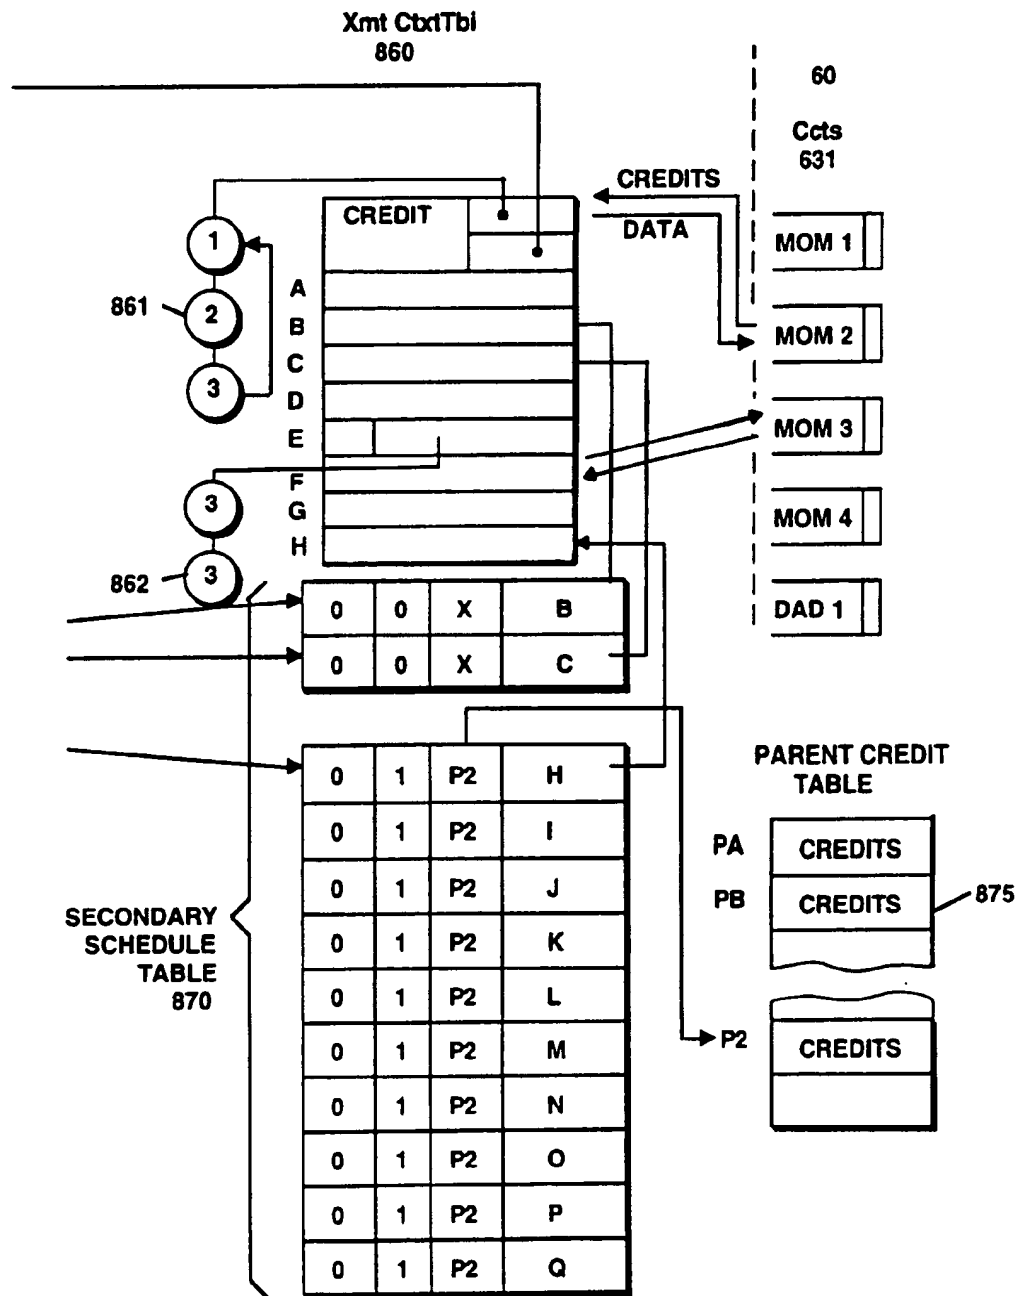 Xmt CtxtTbl
860
60
Ccts
631
CREDITS
DATA
CREDIT
MOM 1
MOM 2
MOM 3
MOM 4
DAD 1
1
2
3
861
A
B
C
D
E
F
G
H
3
3
862
0 0 X B
0 0 X C
SECONDARY
SCHEDULE
TABLE
870
0 1 P2 H
0 1 P2 I
0 1 P2 J
0 1 P2 K
0 1 P2 L
0 1 P2 M
0 1 P2 N
0 1 P2 O
0 1 P2 P
0 1 P2 Q
PARENT CREDIT
TABLE
PA CREDITS
PB CREDITS
875
P2 CREDITS